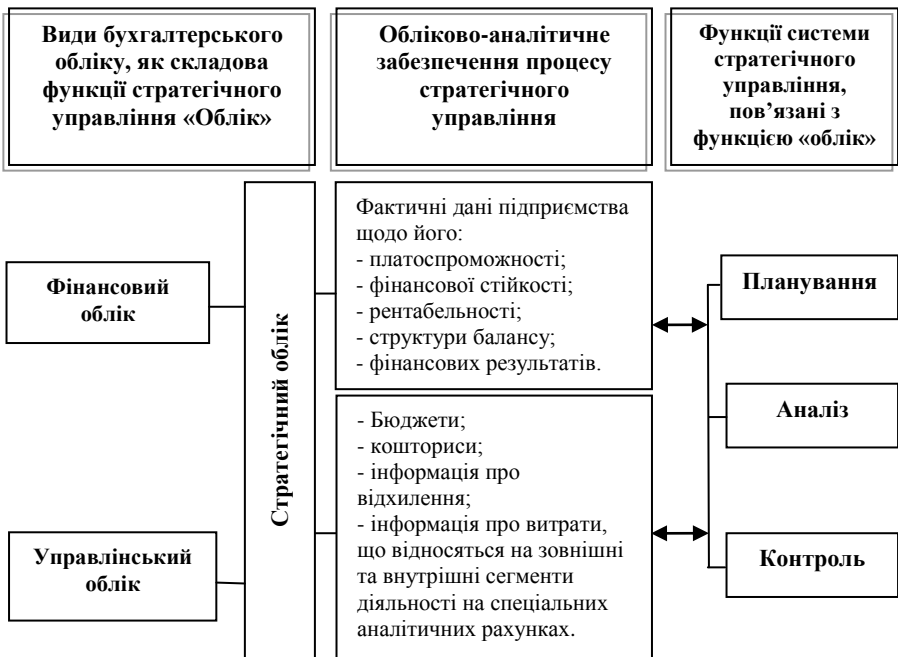 Види бухгалтерського
обліку, як складова
функції стратегічного
управління «Облік»
Обліково-аналітичне
забезпечення процесу
стратегічного
управління
Функції системи
стратегічного
управління,
пов’язані з
функцією «облік»
Фінансовий
облік
Управлінський
облік
Стратегічний облік
Фактичні дані підприємства
щодо його:
- платоспроможності;
- фінансової стійкості;
- рентабельності;
- структури балансу;
- фінансових результатів.
- Бюджети;
- кошториси;
- інформація про
відхилення;
- інформація про витрати,
що відносяться на зовнішні
та внутрішні сегменти
діяльності на спеціальних
аналітичних рахунках.
Планування
Аналіз
Контроль